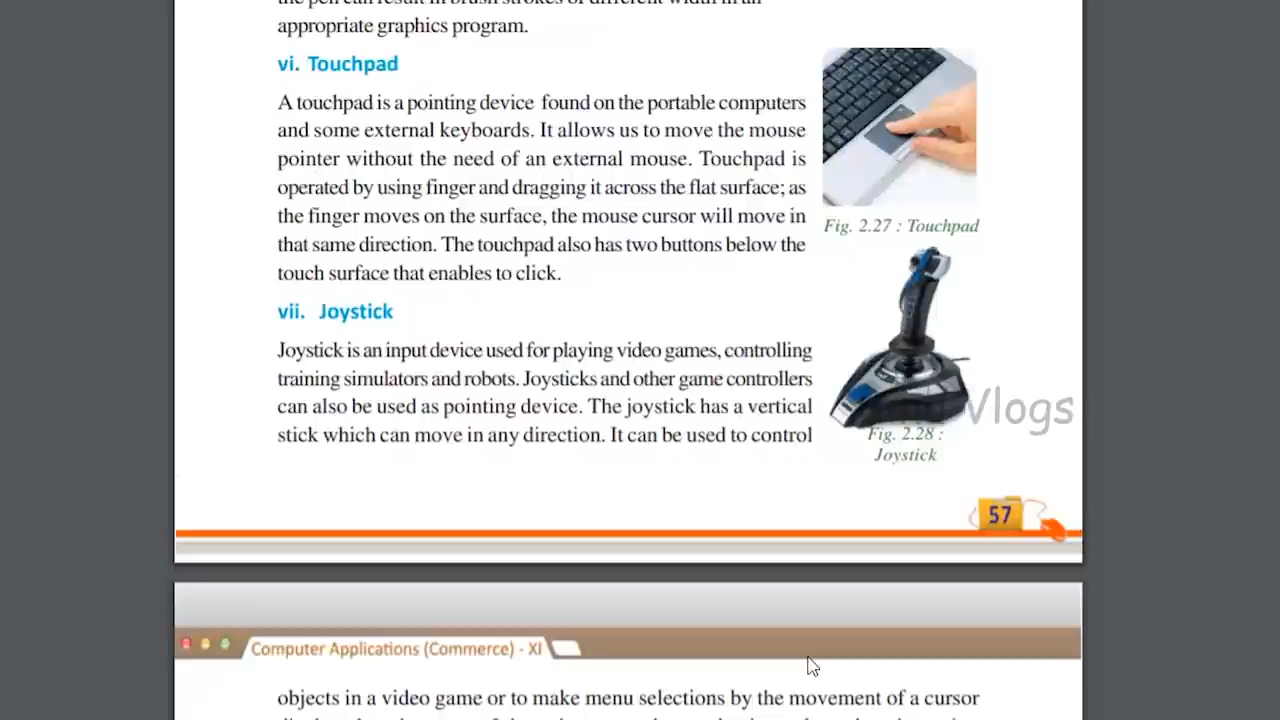 appropriate graphics program.
vi. Touchpad
A touchpad is a pointing device found on the portable computers
and some external keyboards. It allows us to move the mouse
pointer without the need of an external mouse. Touchpad is
operated by using finger and dragging it across the flat surface; as
the finger moves on the surface, the mouse cursor will move in
that same direction. The touchpad also has two buttons below the
touch surface that enables to click.
Fig. 2.27 : Touchpad
vii. Joystick
Joystick is an input device used for playing video games, controlling
training simulators and robots. Joysticks and other game controllers
can also be used as pointing device. The joystick has a vertical
stick which can move in any direction. It can be used to control
Vlogs
Fig. 2.28 :
Joystick
57
Computer Applications (Commerce) - XI
objects in a video game or to make menu selections by the movement of a cursor